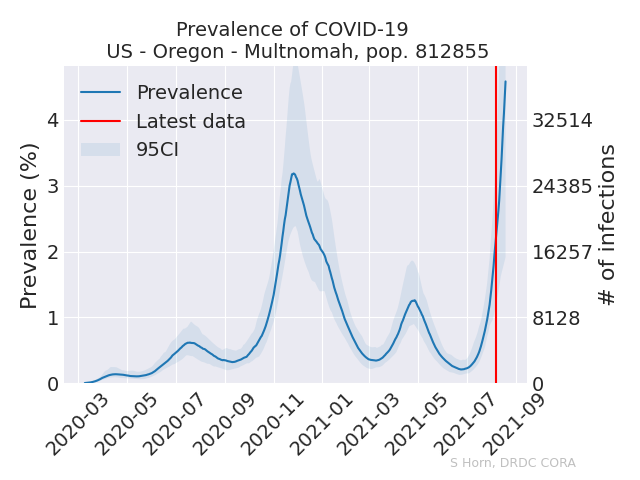 Prevalence of COVID-19
US - Oregon - Multnomah, pop. 812855
Prevalence
Latest data
95CI
Prevalence (%)
4
3
2
1
0
32514
24385
16257
8128
0
# of infections
2020-03
2020-05
2020-07
2020-09
2020-11
2021-01
2021-03
2021-05
2021-07
2021-09
S Horn, DRDC CORA